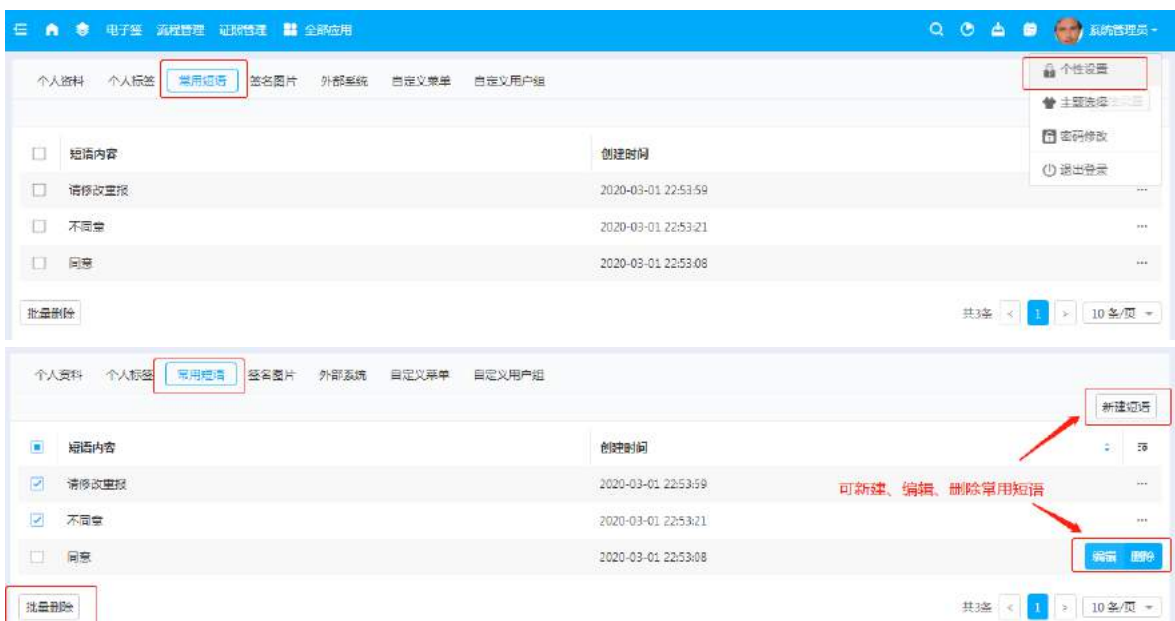 电子签 流程管理 证照管理 全部应用 系统管理员
个人资料 个人标签 常用短语 签名图片 外部系统 自定义菜单 自定义用户组
个性设置
主题选择
密码修改
退出登录
短语内容 创建时间
请修改重报 2020-03-01 22:53:59 ...
不同意 2020-03-01 22:53:21 ...
同意 2020-03-01 22:53:08 ...
批量删除 共3条 < 1 > 10 条/页
个人资料 个人标签 常用短语 签名图片 外部系统 自定义菜单 自定义用户组
新建短语
短语内容 创建时间
请修改重报 2020-03-01 22:53:59 ...
可新建、编辑、删除常用短语
不同意 2020-03-01 22:53:21 ...
同意 2020-03-01 22:53:08 编辑 删除
批量删除 共3条 < 1 > 10 条/页